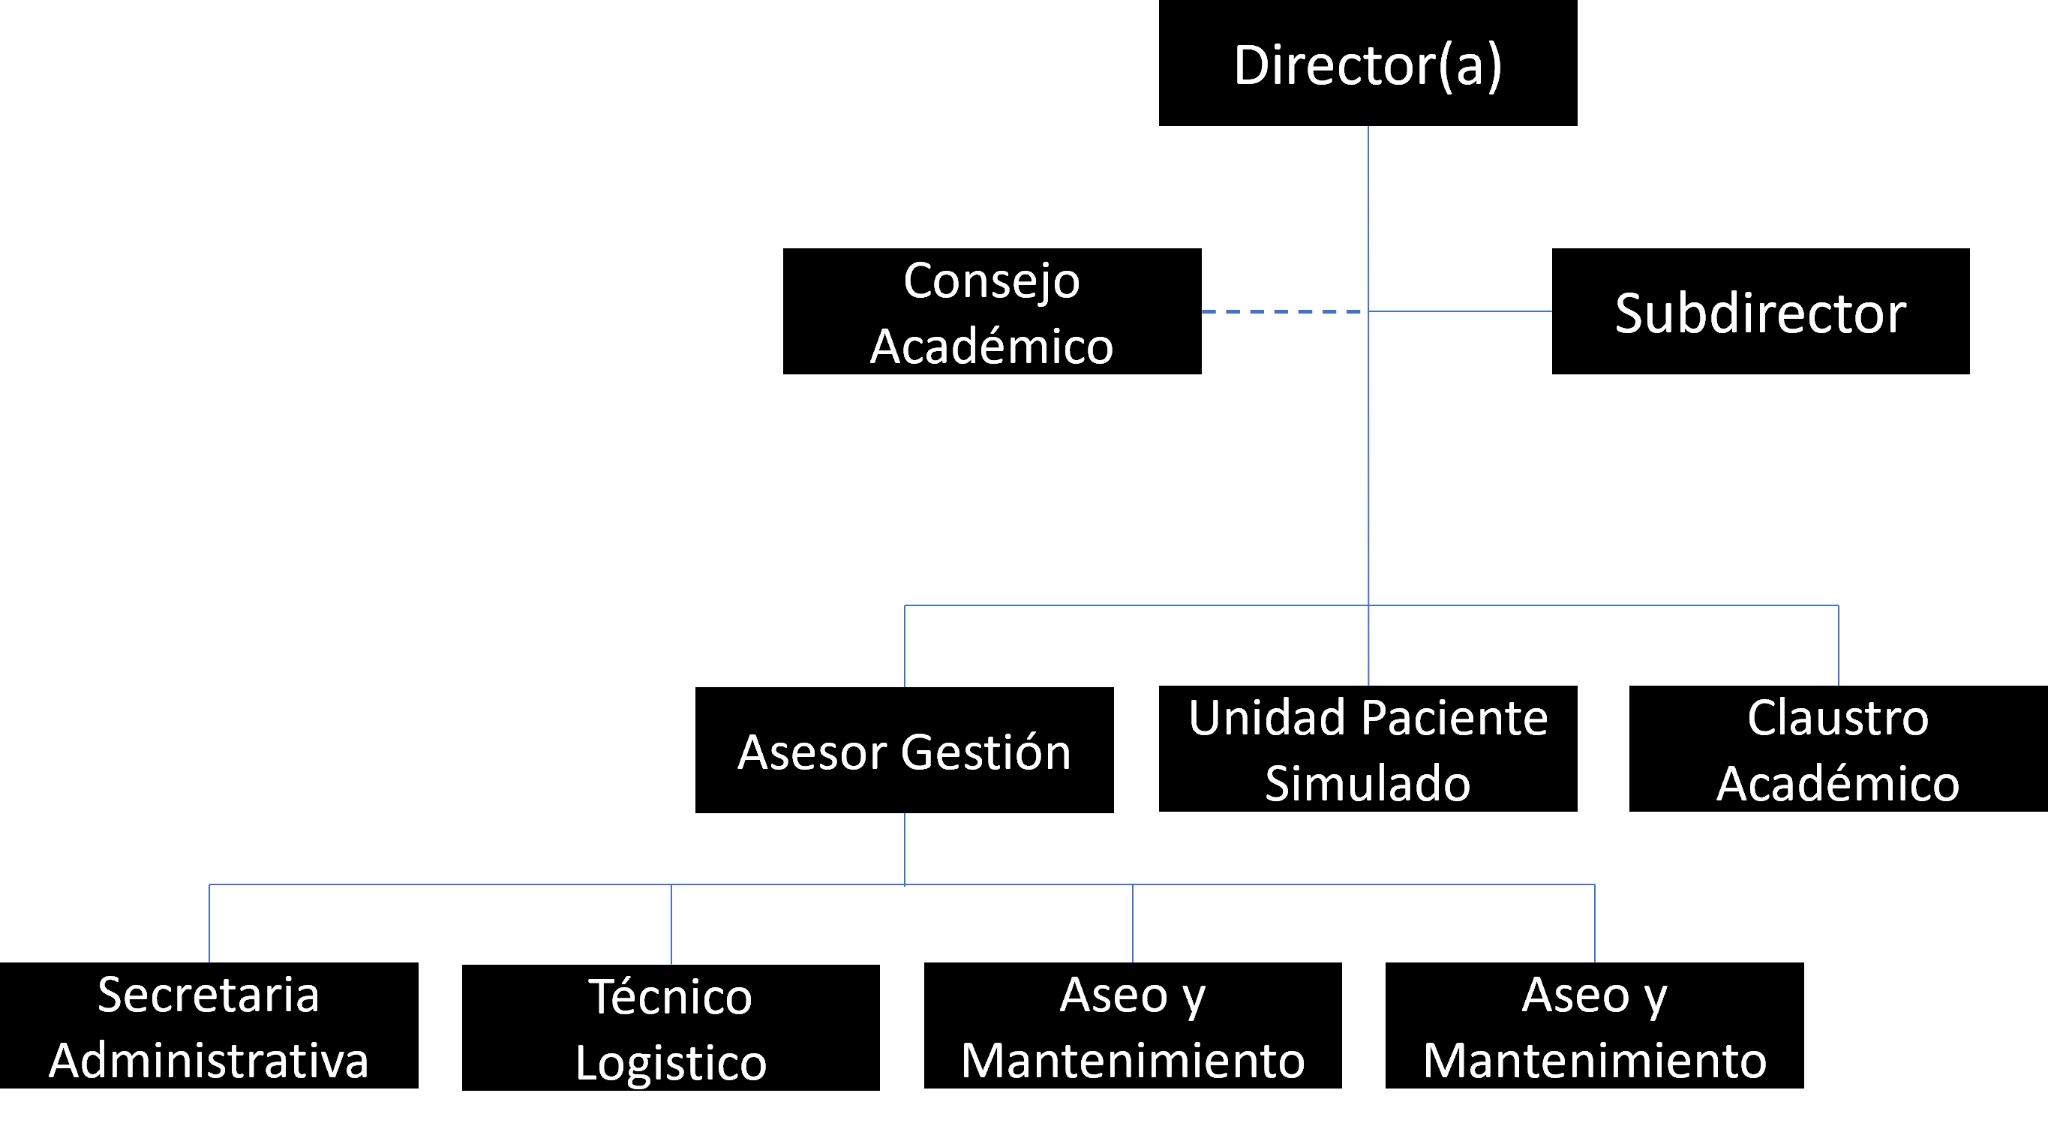 Director(a)
Consejo
Académico
Subdirector
Asesor Gestión
Unidad Paciente
Simulado
Claustro
Académico
Secretaria
Administrativa
Técnico
Logistico
Aseo y
Mantenimiento
Aseo y
Mantenimiento